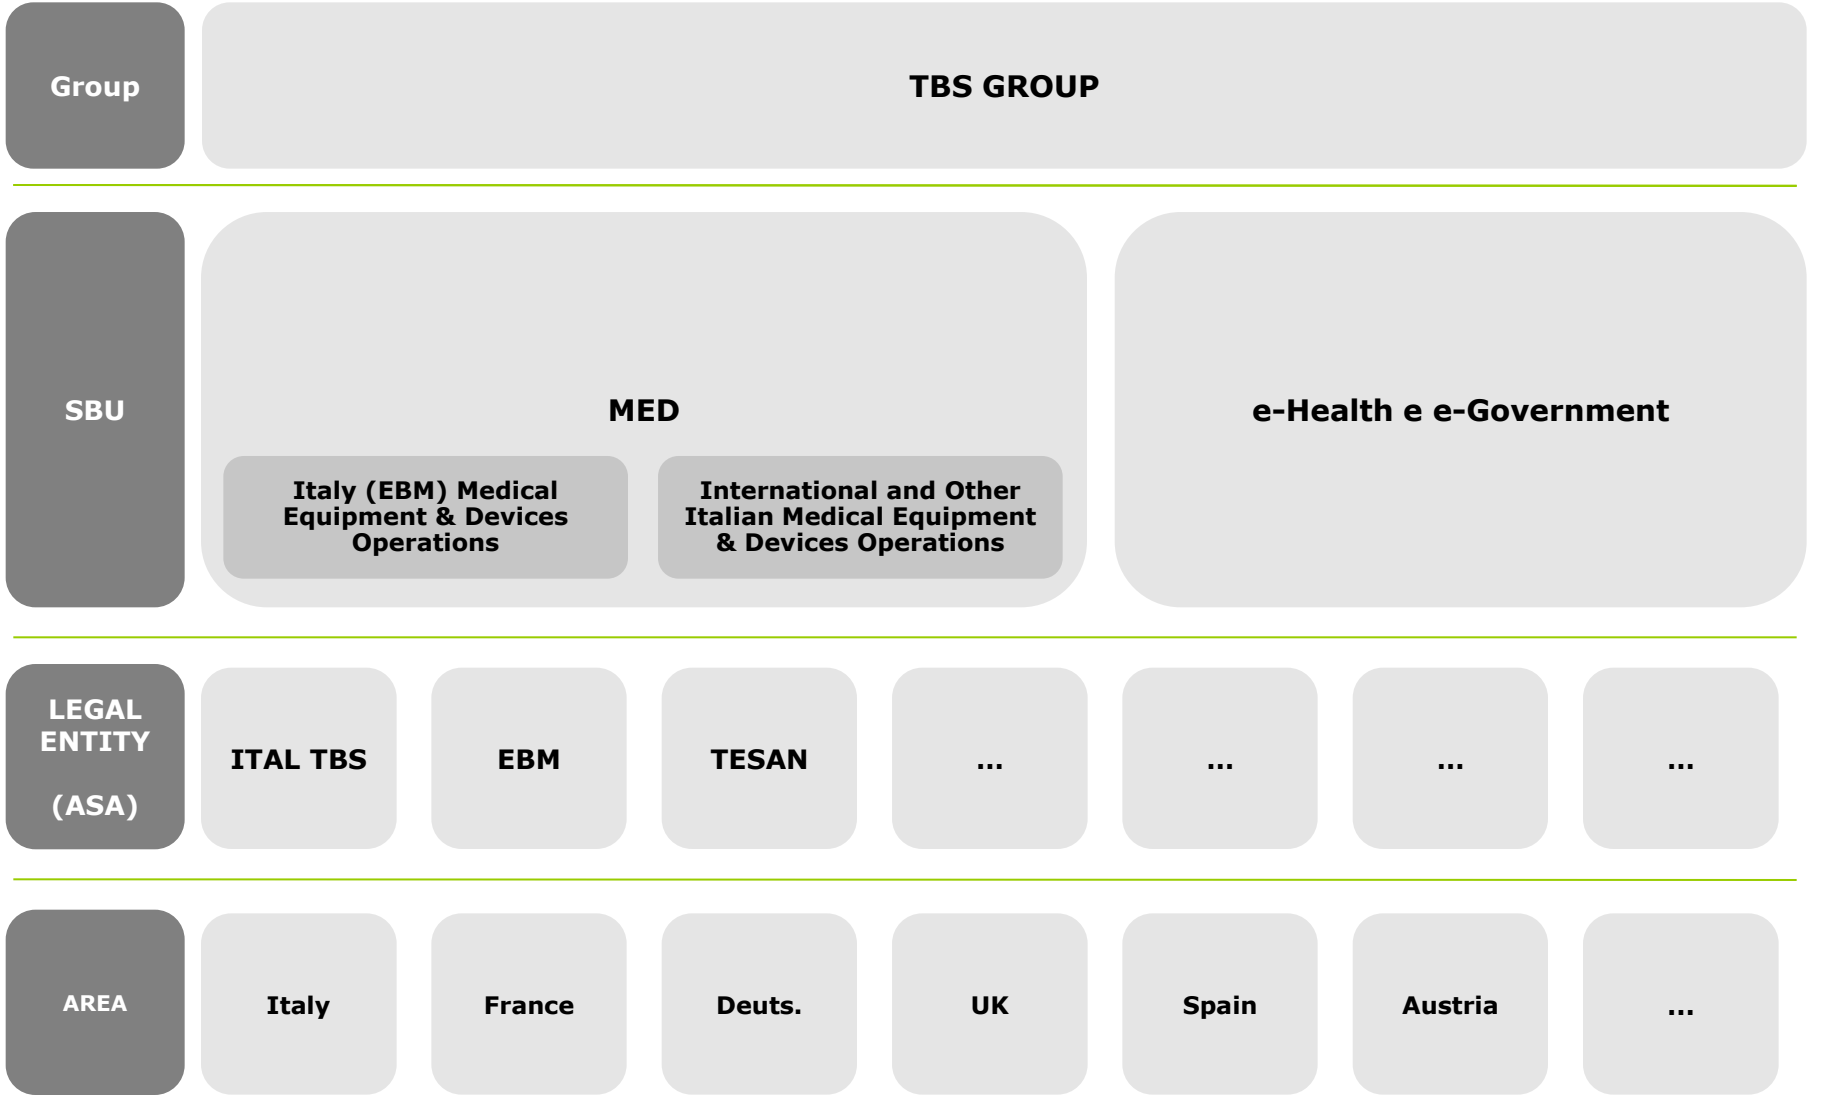 Group
TBS GROUP
SBU
MED
e-Health e e-Government
Italy (EBM) Medical
Equipment & Devices
Operations
International and Other
Italian Medical Equipment
& Devices Operations
LEGAL
ENTITY
(ASA)
ITAL TBS
EBM
TESAN
...
...
...
...
AREA
Italy
France
Deuts.
UK
Spain
Austria
...